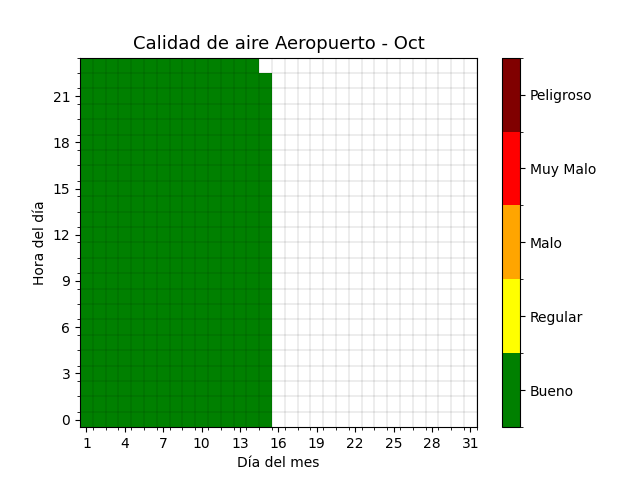 Calidad de aire Aeropuerto - Oct
Hora del día
21
18
15
12
9
6
3
0
1 4 7 10 13 16 19 22 25 28 31
Día del mes
Peligroso
Muy Malo
Malo
Regular
Bueno